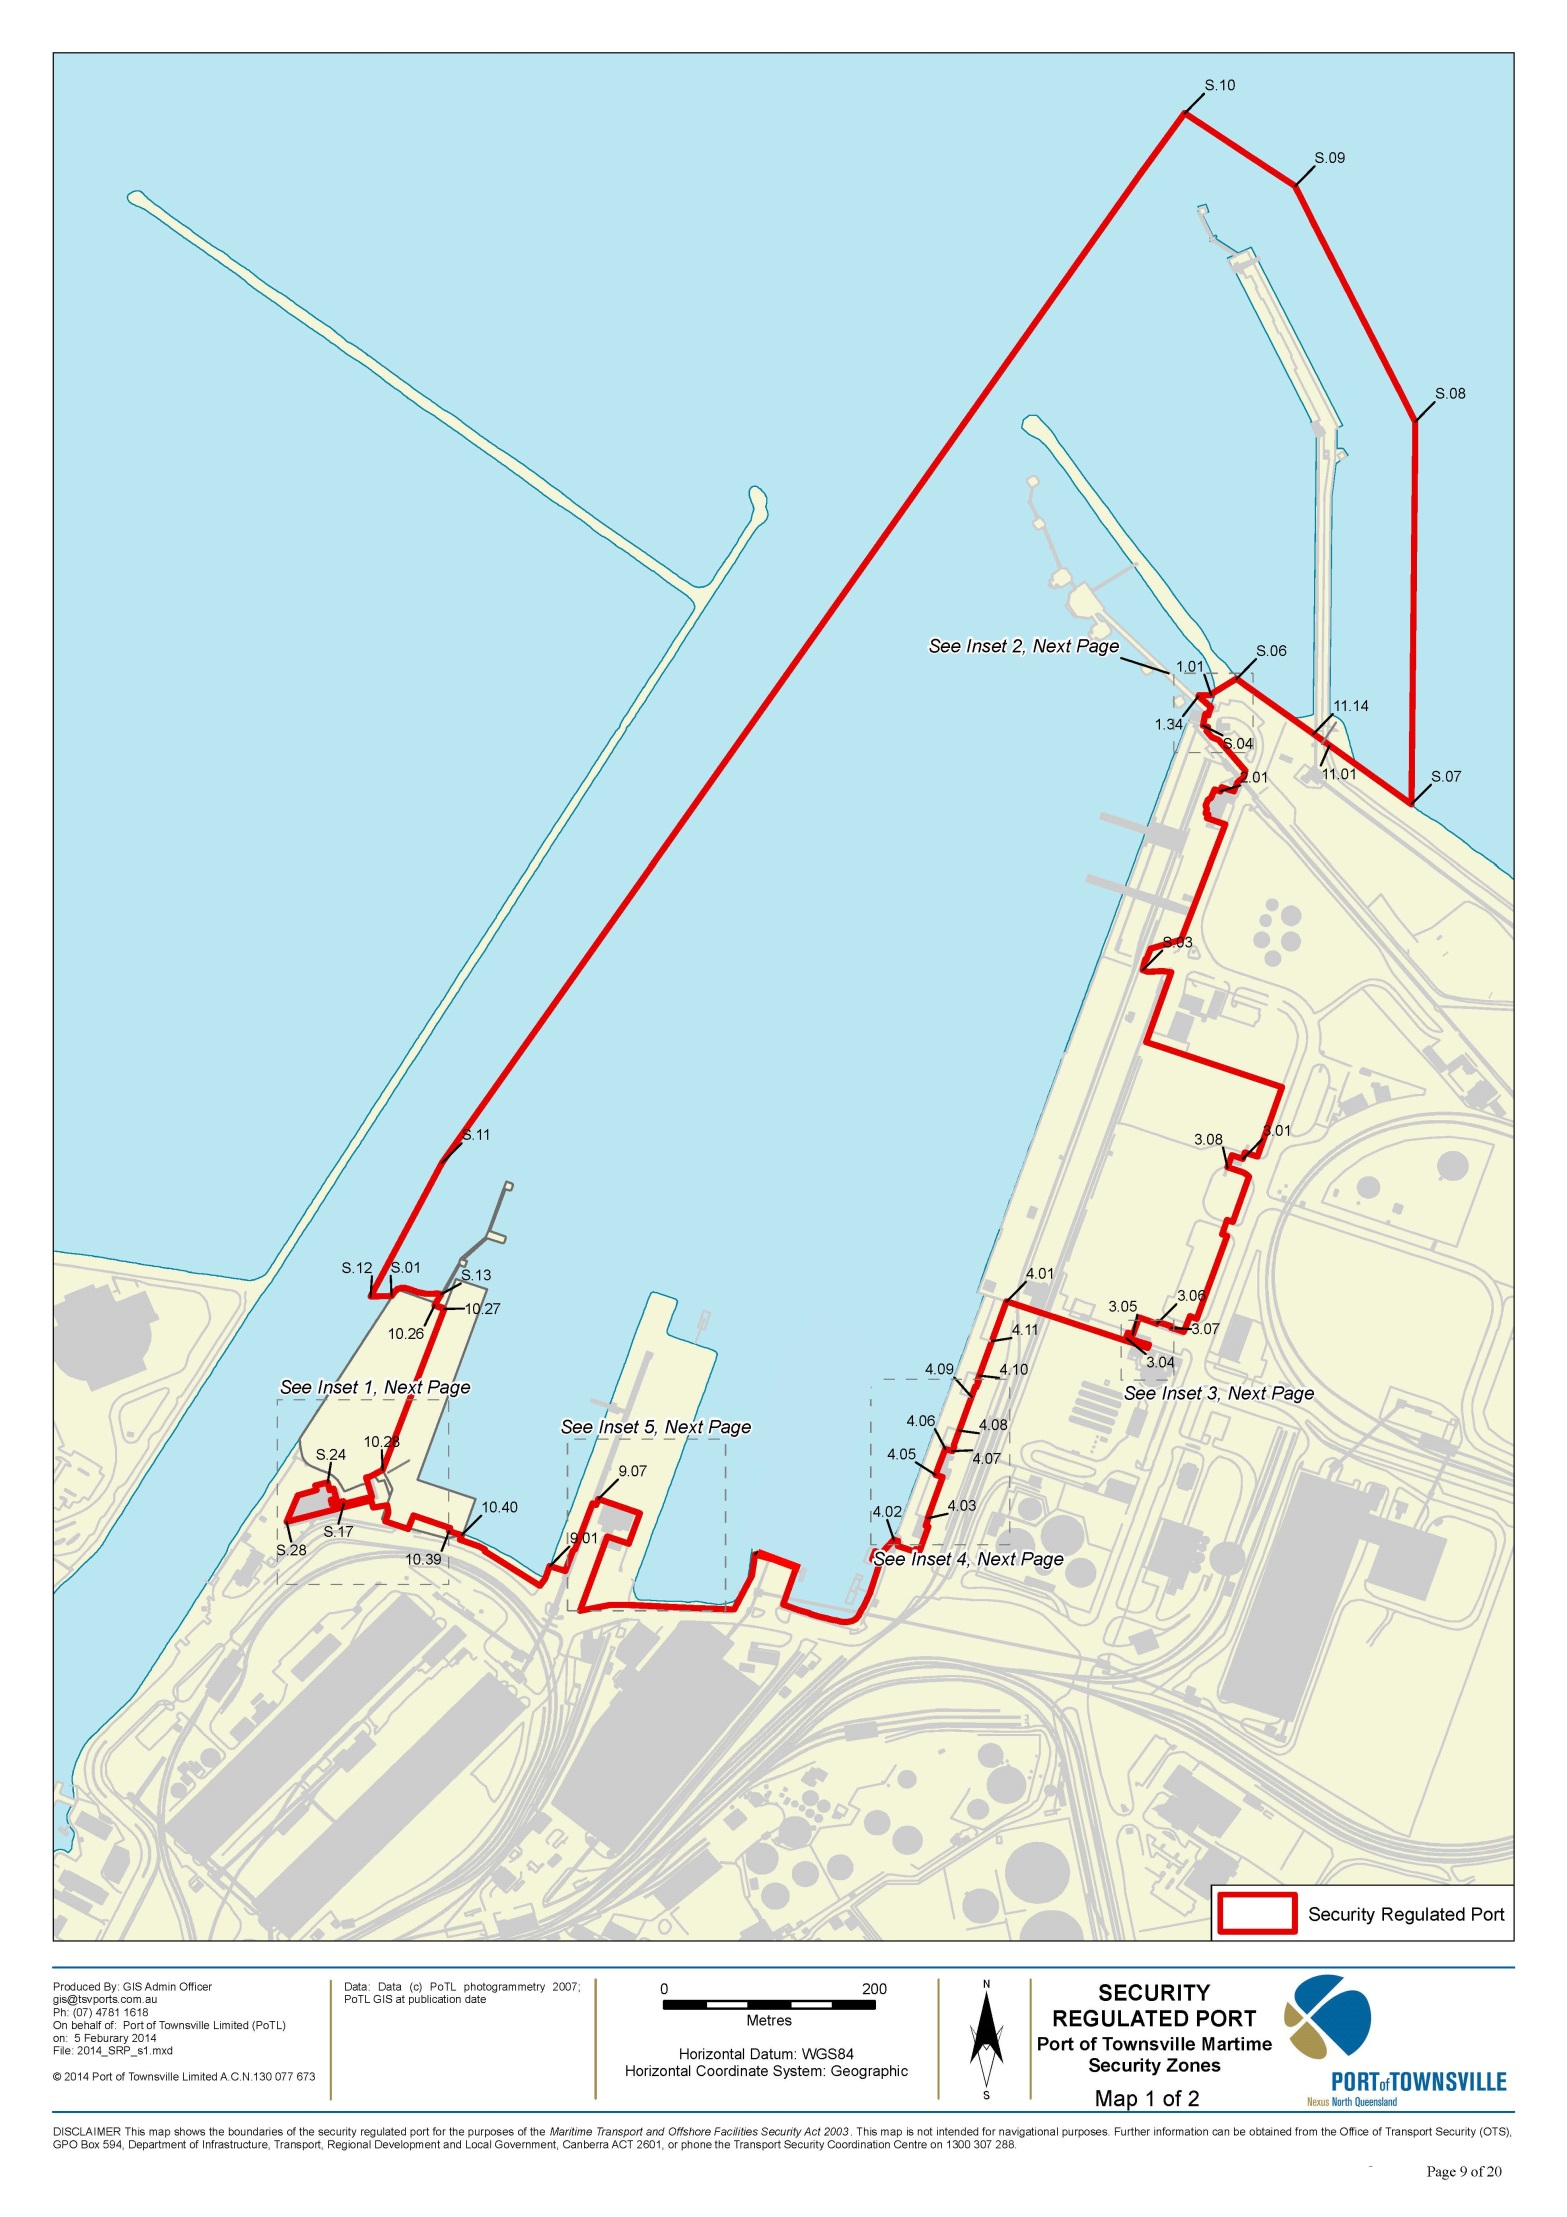 S.10
S.09
S.08
See Inset 2, Next Page
S.06
1.01
1.34
S.04
11.14
11.01
2.01
S.07
S.03
3.08
3.01
S.11
S.12
S.01
S.13
10.27
10.26
4.01
3.05
3.06
3.07
3.04
4.11
4.09
4.10
See Inset 1, Next Page
See Inset 3, Next Page
See Inset 5, Next Page
4.06
4.08
10.28
S.24
4.05
4.07
9.07
10.40
4.03
4.02
S.17
9.01
S.28
10.39
See Inset 4, Next Page
Security Regulated Port
Produced By: GIS Admin Officer
gis@tsvports.com.au
Ph: (07) 4781 1618
On behalf of: Port of Townsville Limited (PoTL)
on: 5 Feburary 2014
File: 2014_SRP_s1.mxd
© 2014 Port of Townsville Limited A.C.N.130 077 673
Data: Data (c) PoTL photogrammetry 2007;
PoTL GIS at publication date
0 200
Metres
Horizontal Datum: WGS84
Horizontal Coordinate System: Geographic
N
S
SECURITY
REGULATED PORT
Port of Townsville Martime
Security Zones
Map 1 of 2
PORT of TOWNSVILLE
Nexus North Queensland
DISCLAIMER This map shows the boundaries of the security regulated port for the purposes of the Maritime Transport and Offshore Facilities Security Act 2003. This map is not intended for navigational purposes. Further information can be obtained from the Office of Transport Security (OTS),
GPO Box 594, Department of Infrastructure, Transport, Regional Development and Local Government, Canberra ACT 2601, or phone the Transport Security Coordination Centre on 1300 307 288.
Page 9 of 20